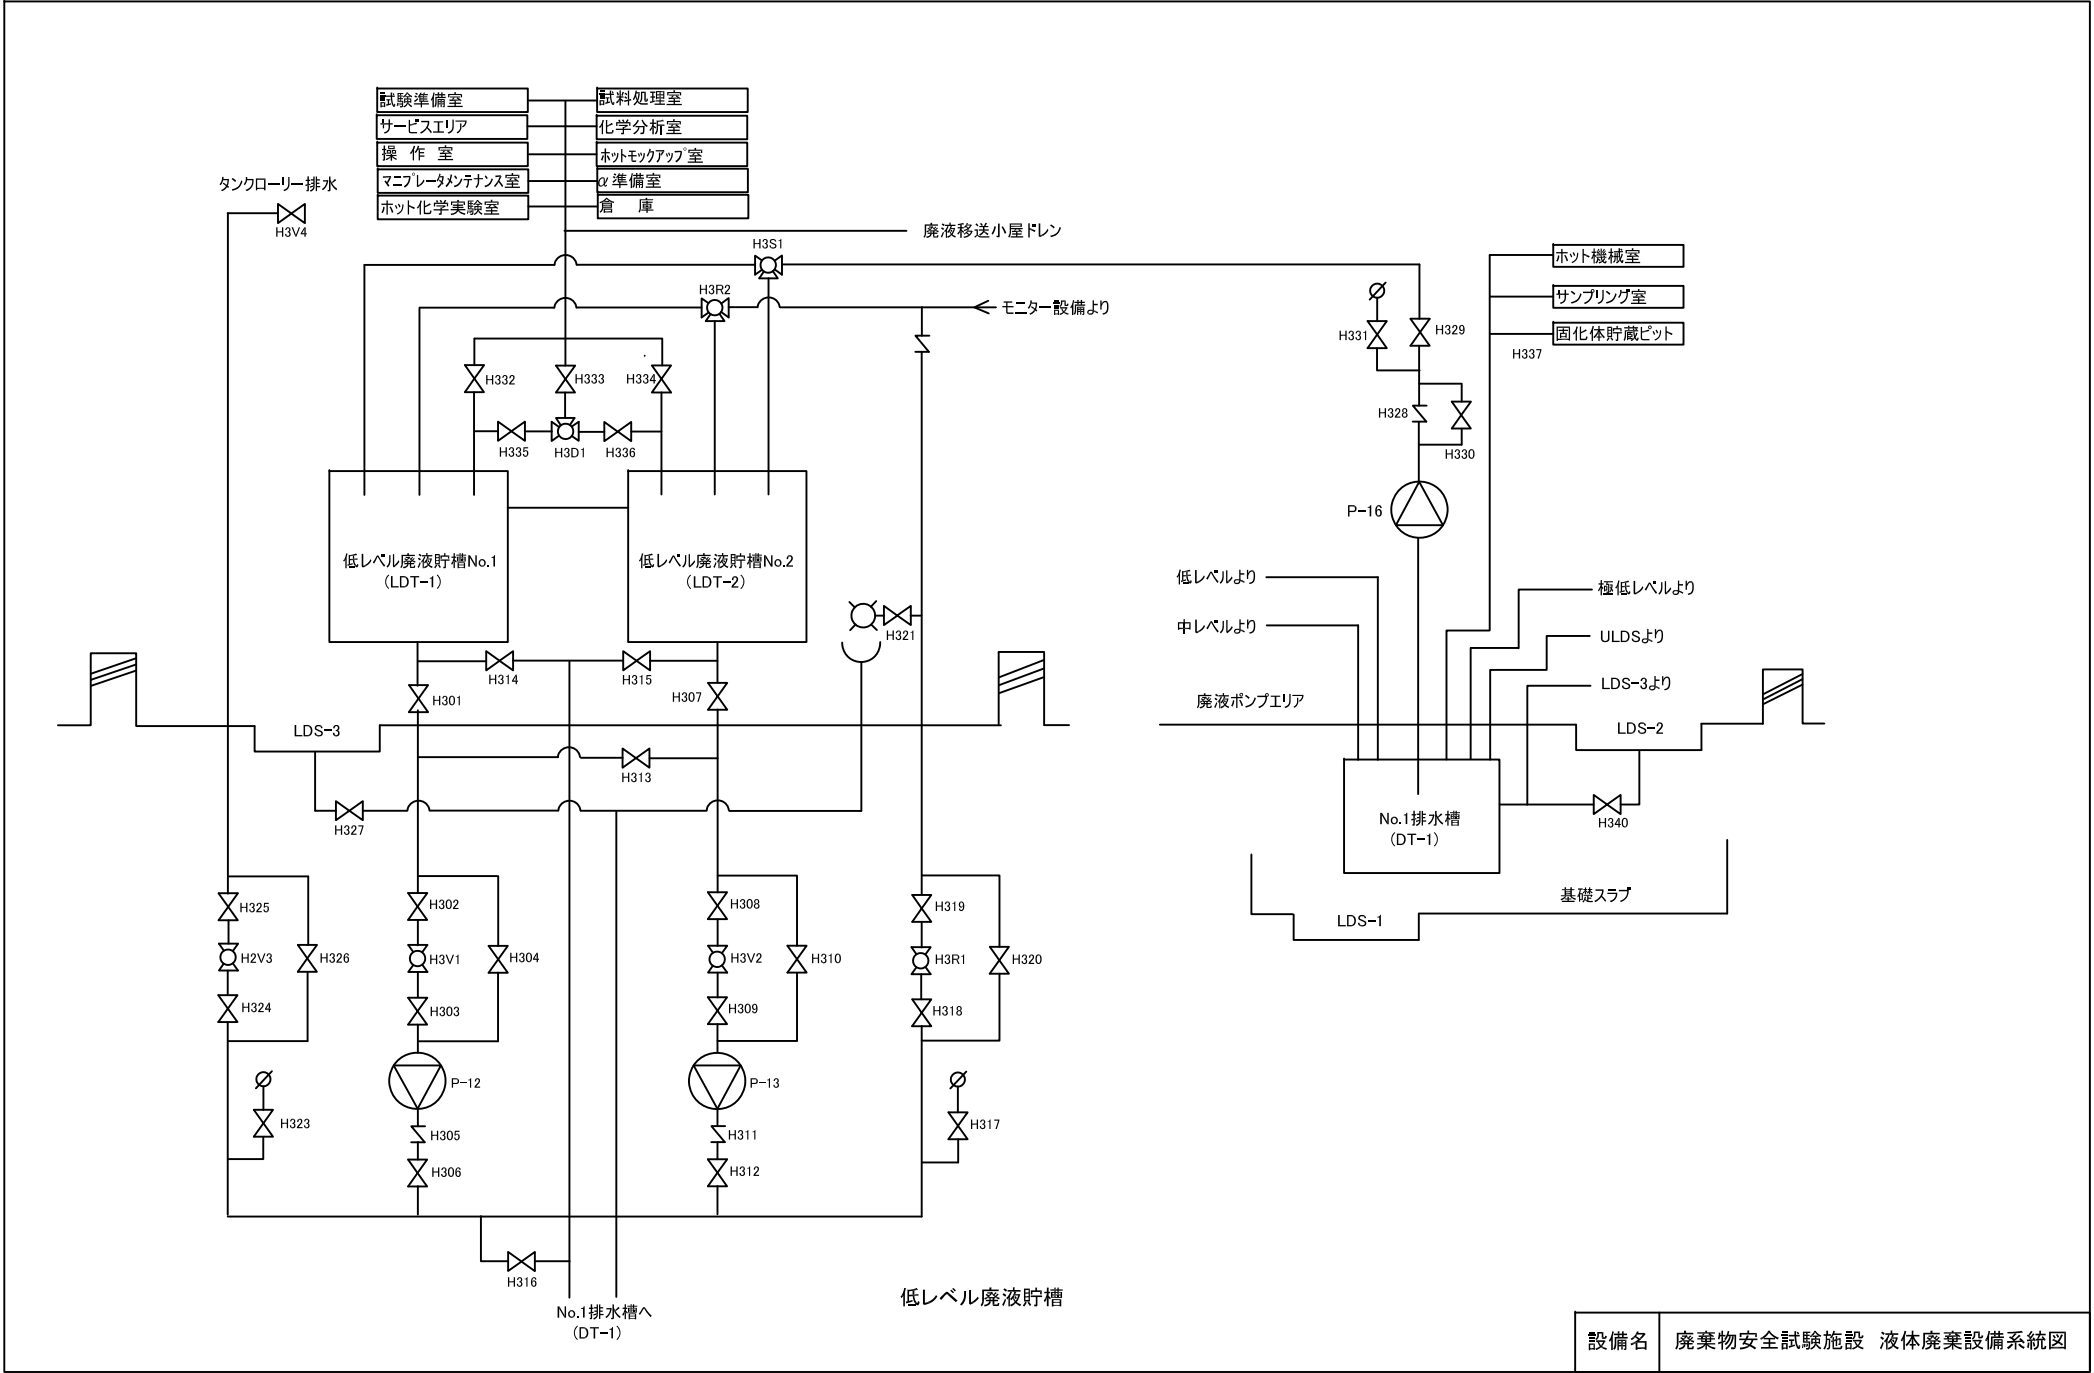 試験準備室
試料処理室
サービスエリア
化学分析室
操 作 室
ホットモックアップ室
マニプレータメンテナンス室
α準備室
ホット化学実験室
倉 庫
タンクローリー排水
H3V4
廃液移送小屋ドレン
H3S1
H3R2
モニター設備より
ホット機械室
サンプリング室
固化体貯蔵ピット
H337
H331
H329
H332
H333
H334
H328
H335
H3D1
H336
H330
P-16
低レベル廃液貯槽No.1
(LDT-1)
低レベル廃液貯槽No.2
(LDT-2)
低レベルより
極低レベルより
中レベルより
ULDSより
LDS-3より
H321
H314
H315
H301
H307
廃液ポンプエリア
LDS-3
LDS-2
H313
H327
No.1排水槽
(DT-1)
H340
基礎スラブ
LDS-1
H325
H302
H308
H319
H2V3
H326
H3V1
H304
H3V2
H310
H3R1
H320
H324
H303
H309
H318
P-12
P-13
H323
H305
H311
H317
H306
H312
H316
No.1排水槽へ
(DT-1)
低レベル廃液貯槽
設備名
廃棄物安全試験施設 液体廃棄設備系統図